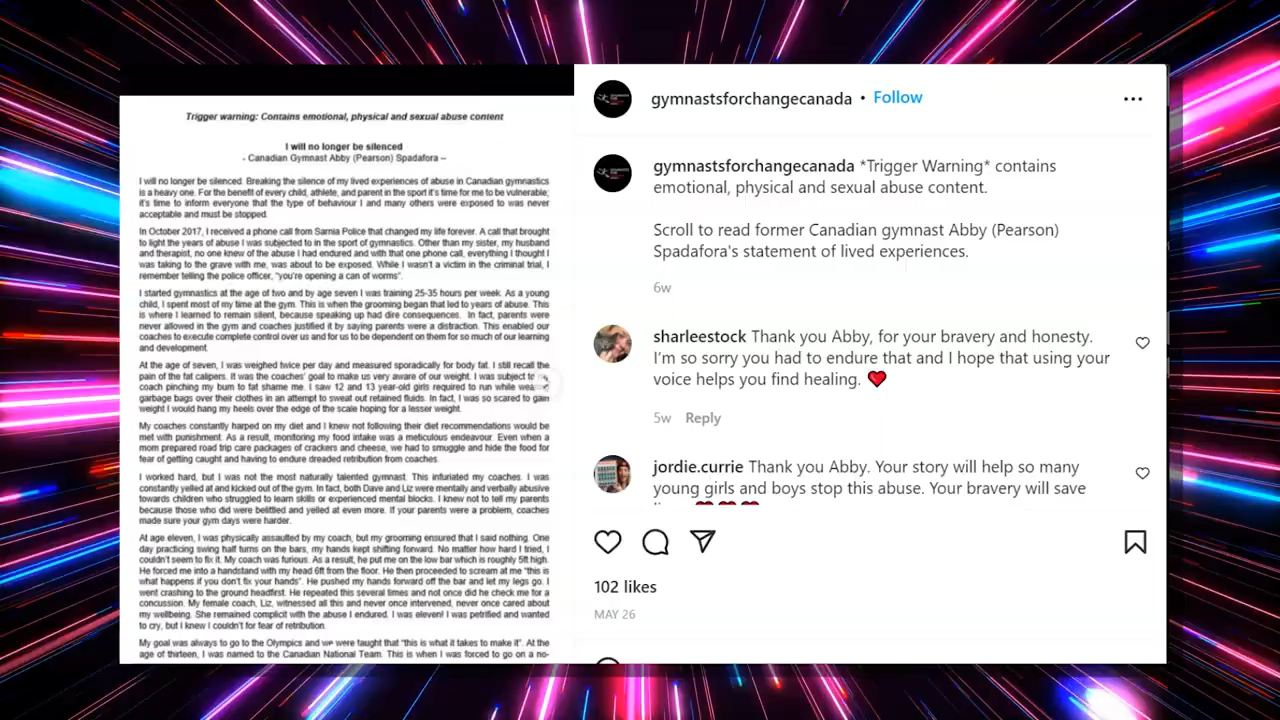 Trigger warning: Contains emotional, physical and sexual abuse content
I will no longer be silenced
- Canadian Gymnast Abby (Pearson) Spadafora –
I will no longer be silenced. Breaking the silence of my lived experiences of abuse in Canadian gymnastics
is a heavy one. For the benefit of every child, athlete, and parent in the sport it's time for me to be vulnerable;
it's time to inform everyone that the type of behaviour I and many others were exposed to was never
acceptable and must be stopped.
In October 2017, I received a phone call from Sarnia Police that changed my life forever. A call that brought
to light the years of abuse I was subjected to in the sport of gymnastics. Other than my sister, my husband
and therapist, no one knew of the abuse I had endured and with that one phone call, everything I thought I
was taking to the grave with me, was about to be exposed. While I wasn't a victim in the criminal trial, I
remember telling the police officer, "you're opening a can of worms".
I started gymnastics at the age of two and by age seven I was training 25-35 hours per week. As a young
child, I spent most of my time at the gym. This is when the grooming began that led to years of abuse. This
is where I learned to remain silent, because speaking up had dire consequences. In fact, parents were
never allowed in the gym and coaches justified it by saying parents were a distraction. This enabled our
coaches to execute complete control over us and for us to be dependent on them for so much of our learning
and development.
At the age of seven, I was weighed twice per day and measured sporadically for body fat. I still recall the
pain of the fat calipers. It was the coaches' goal to make us very aware of our weight. I was subject to
coach pinching my bum to fat shame me. I saw 12 and 13 year-old girls required to run while
garbage bags over their clothes in an attempt to sweat out retained fluids. In fact, I was so scared to gain
weight I would hang my heels over the edge of the scale hoping for a lesser weight.
My coaches constantly harped on my diet and I knew not following their diet recommendations would be
met with punishment. As a result, monitoring my food intake was a meticulous endeavour. Even when a
mom prepared road trip care packages of crackers and cheese, we had to smuggle and hide the food for
fear of getting caught and having to endure dreaded retribution from coaches.
I worked hard, but I was not the most naturally talented gymnast. This infuriated my coaches. I was
constantly yelled at and kicked out of the gym. In fact, both Dave and Liz were mentally and verbally abusive
towards children who struggled to learn skills or experienced mental blocks. I knew not to tell my parents
because those who did were belittled and yelled at even more. If your parents were a problem, coaches
made sure your gym days were harder.
At age eleven, I was physically assaulted by my coach, but my grooming ensured that I said nothing. One
day practicing swing half turns on the bars, my hands kept shifting forward. No matter how hard I tried, I
couldn't seem to fix it. My coach was furious. As a result, he put me on the low bar which is roughly 5ft high.
He forced me into a handstand with my head 6ft from the floor. He then proceeded to scream at me "this is
what happens if you don't fix your hands". He pushed my hands forward off the bar and let my legs go. I
went crashing to the ground headfirst. He repeated this several times and not once did he check me for a
concussion. My female coach, Liz, witnessed all this and never once intervened, never once cared about
my wellbeing. She remained complicit with the abuse I endured. I was eleven! I was petrified and wanted
to cry, but I knew I couldn't for fear of retribution.
My goal was always to go to the Olympics and we were taught that "this is what it takes to make it". At the
age of thirteen, I was named to the Canadian National Team. This is when I was forced to go on a no-
gymnastsforchangecanada • Follow
gymnastsforchangecanada *Trigger Warning* contains
emotional, physical and sexual abuse content.
Scroll to read former Canadian gymnast Abby (Pearson)
Spadafora's statement of lived experiences.
6w
sharleestock Thank you Abby, for your bravery and honesty.
I'm so sorry you had to endure that and I hope that using your
voice helps you find healing. ❤️
5w Reply
jordie.currie Thank you Abby. Your story will help so many
young girls and boys stop this abuse. Your bravery will save
102 likes
MAY 26